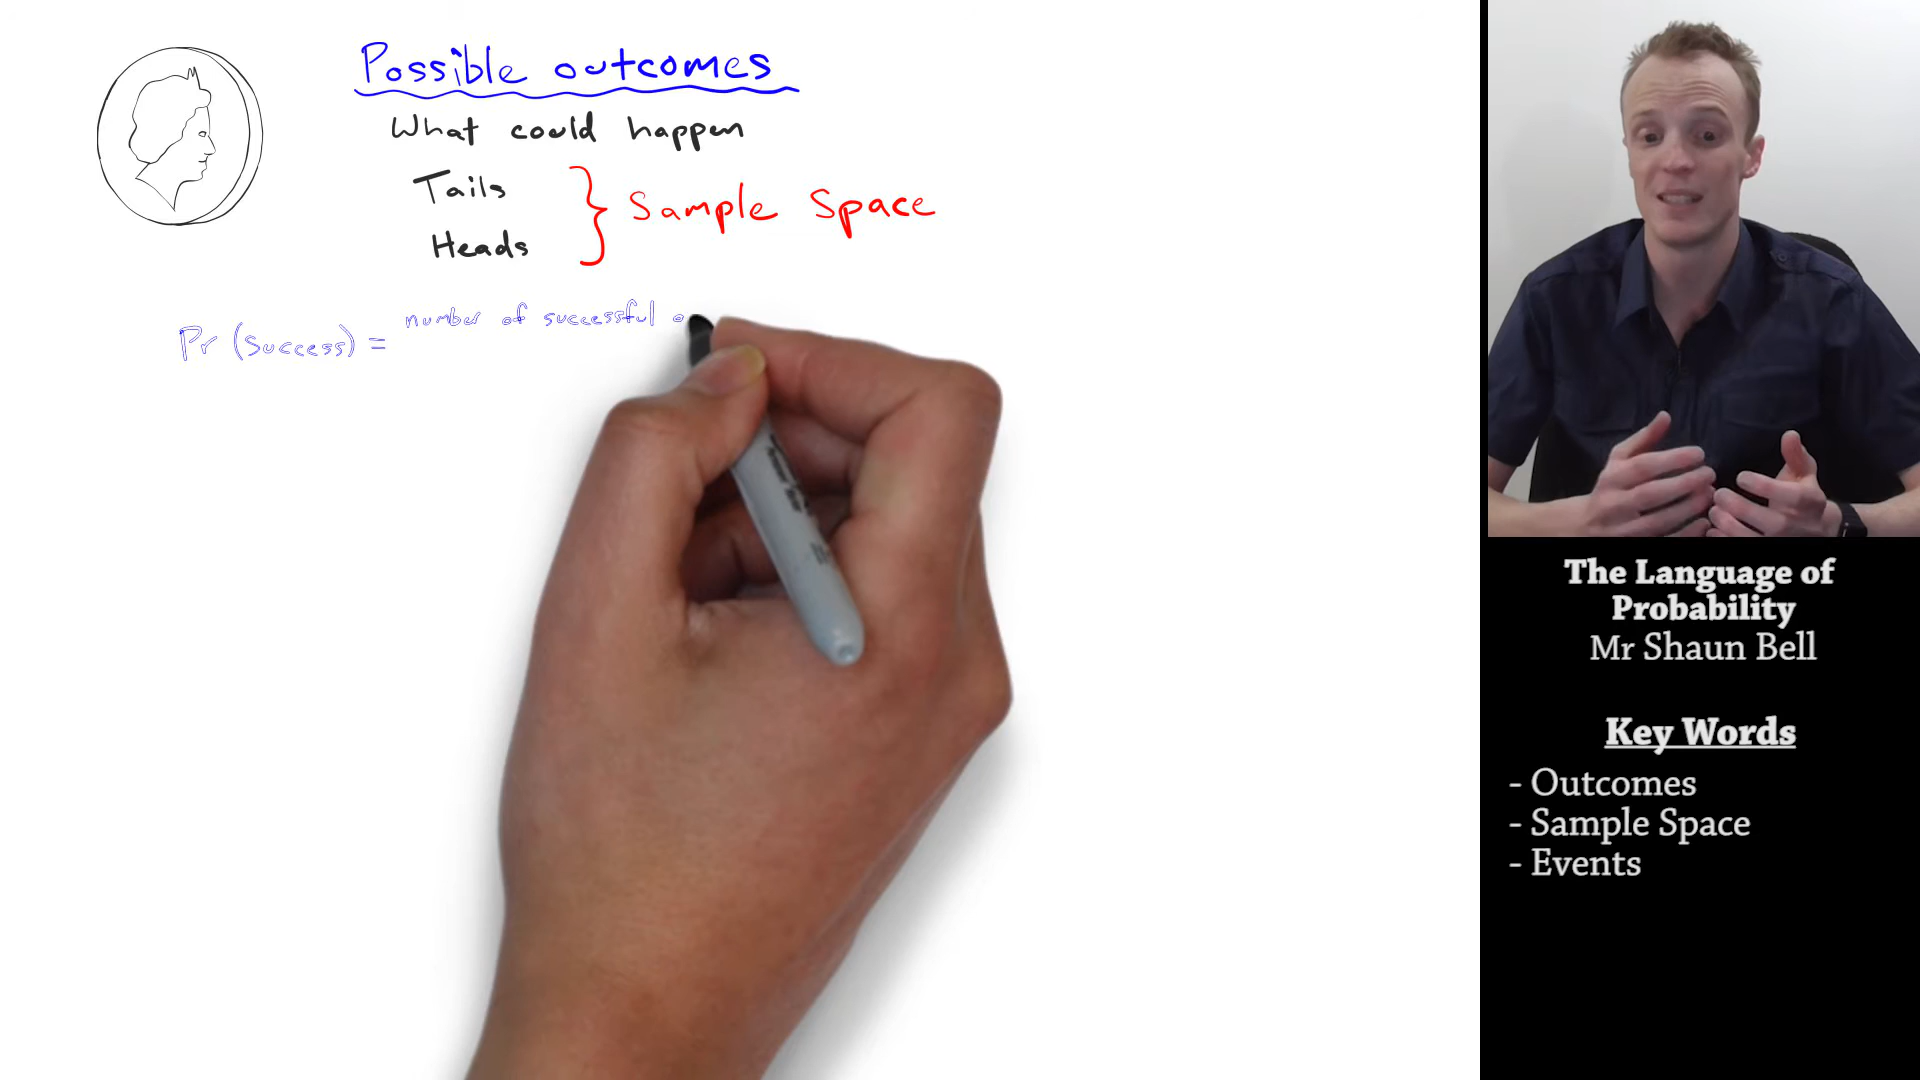 Possible outcomes
What could happen
Tails
Heads
Sample Space
Pr (Success) =
number of successful o
The Language of
Probability
Mr Shaun Bell
Key Words
- Outcomes
- Sample Space
- Events